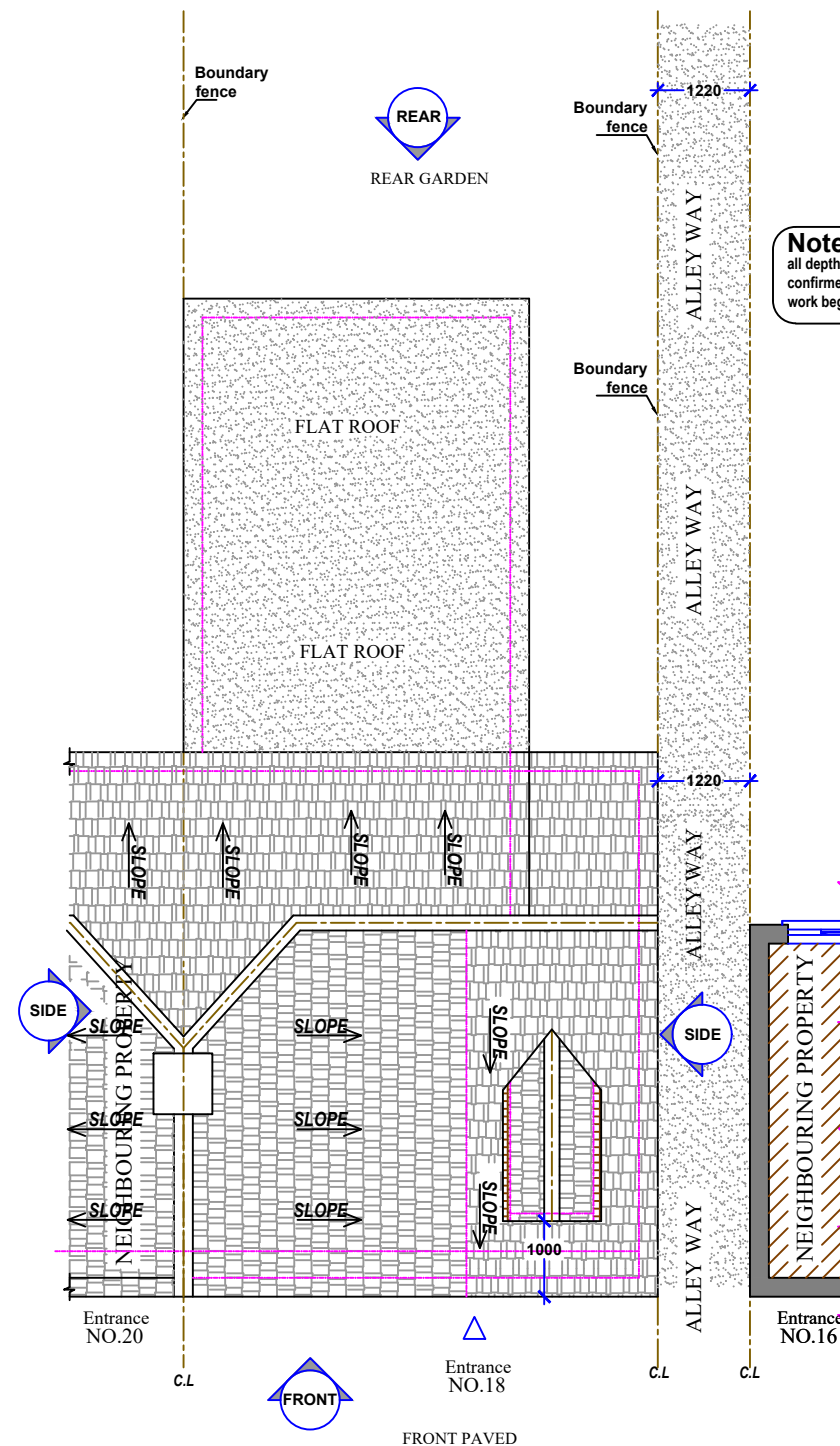 Boundary
fence
REAR
REAR GARDEN
Boundary
fence
1220
ALLEY WAY
Note
all depth
confirme
work beg
Boundary
fence
FLAT ROOF
ALLEY WAY
FLAT ROOF
1220
SLOPE
SLOPE
SLOPE
SLOPE
ALLEY WAY
SIDE
NEIGHBOURING PROPERTY
SLOPE
SLOPE
SLOPE
SLOPE
SLOPE
SLOPE
SLOPE
SLOPE
SIDE
NEIGHBOURING PROPERTY
1000
ALLEY WAY
Entrance
NO.20
Entrance
NO.16
Entrance
NO.18
C.L
C.L
C.L
FRONT
FRONT PAVED